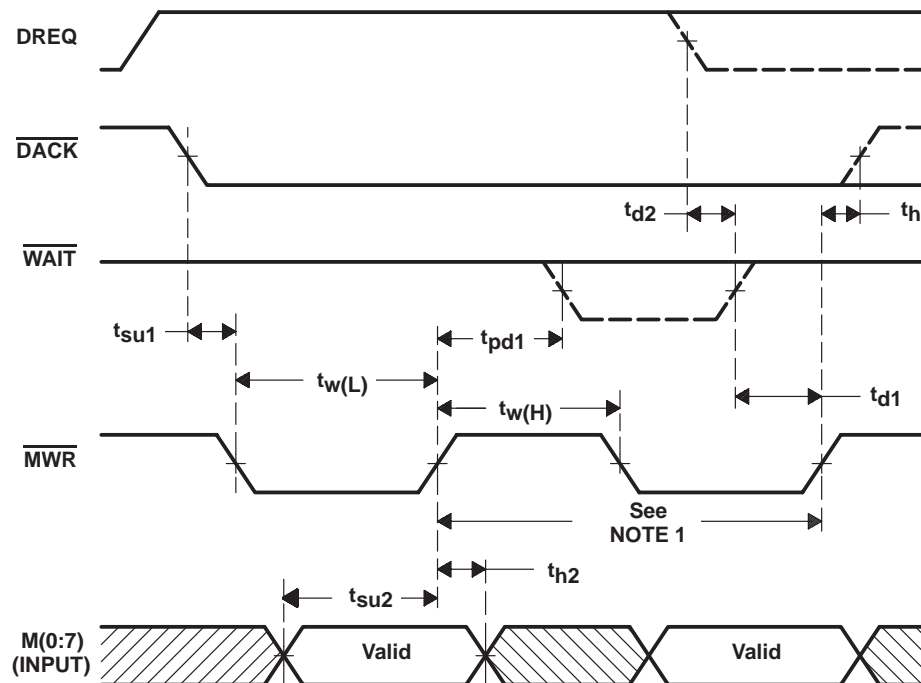 DREQ
DACK
td2
th
WAIT
tsu1
tpd1
tw(L)
tw(H)
td1
MWR
See
NOTE 1
th2
tsu2
M(0:7)
(INPUT)
Valid
Valid